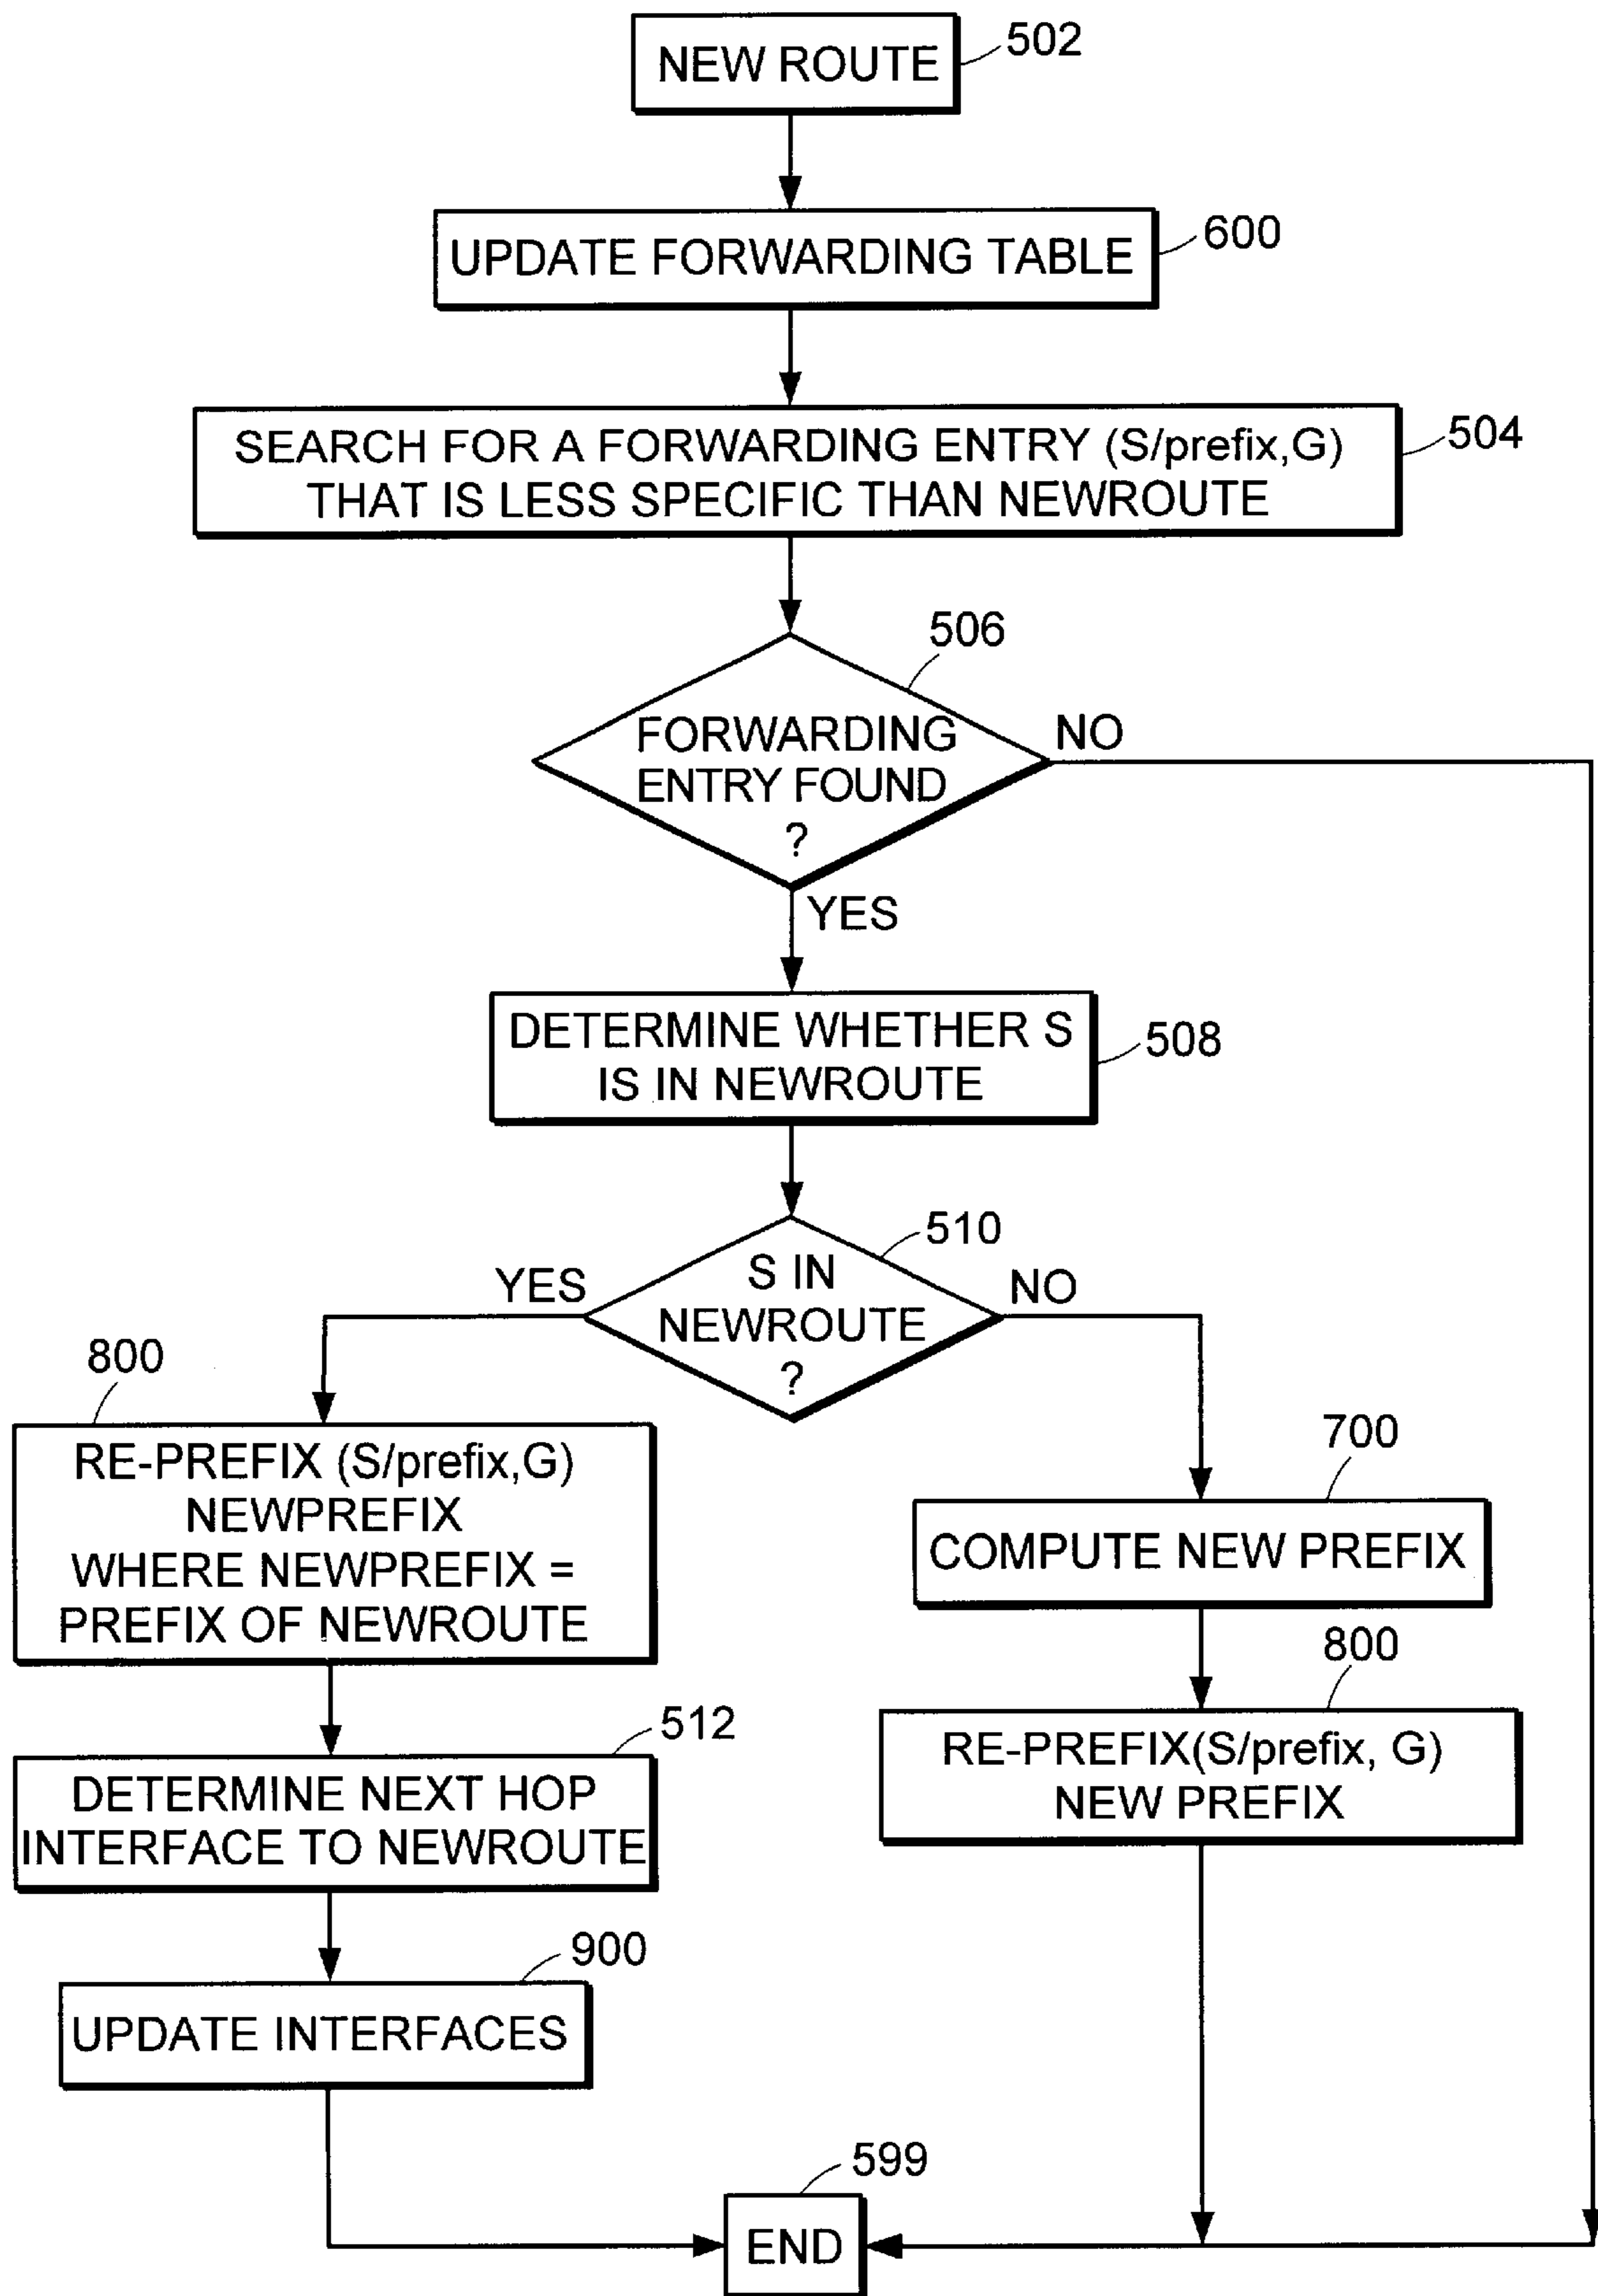 NEW ROUTE
502
UPDATE FORWARDING TABLE
600
SEARCH FOR A FORWARDING ENTRY (S/prefix,G)
THAT IS LESS SPECIFIC THAN NEWROUTE
504
506
FORWARDING
ENTRY FOUND
?
NO
YES
DETERMINE WHETHER S
IS IN NEWROUTE
508
510
S IN
NEWROUTE
?
YES
NO
800
RE-PREFIX (S/prefix,G)
NEWPREFIX
WHERE NEWPREFIX =
PREFIX OF NEWROUTE
700
COMPUTE NEW PREFIX
800
RE-PREFIX(S/prefix, G)
NEW PREFIX
512
DETERMINE NEXT HOP
INTERFACE TO NEWROUTE
900
UPDATE INTERFACES
599
END